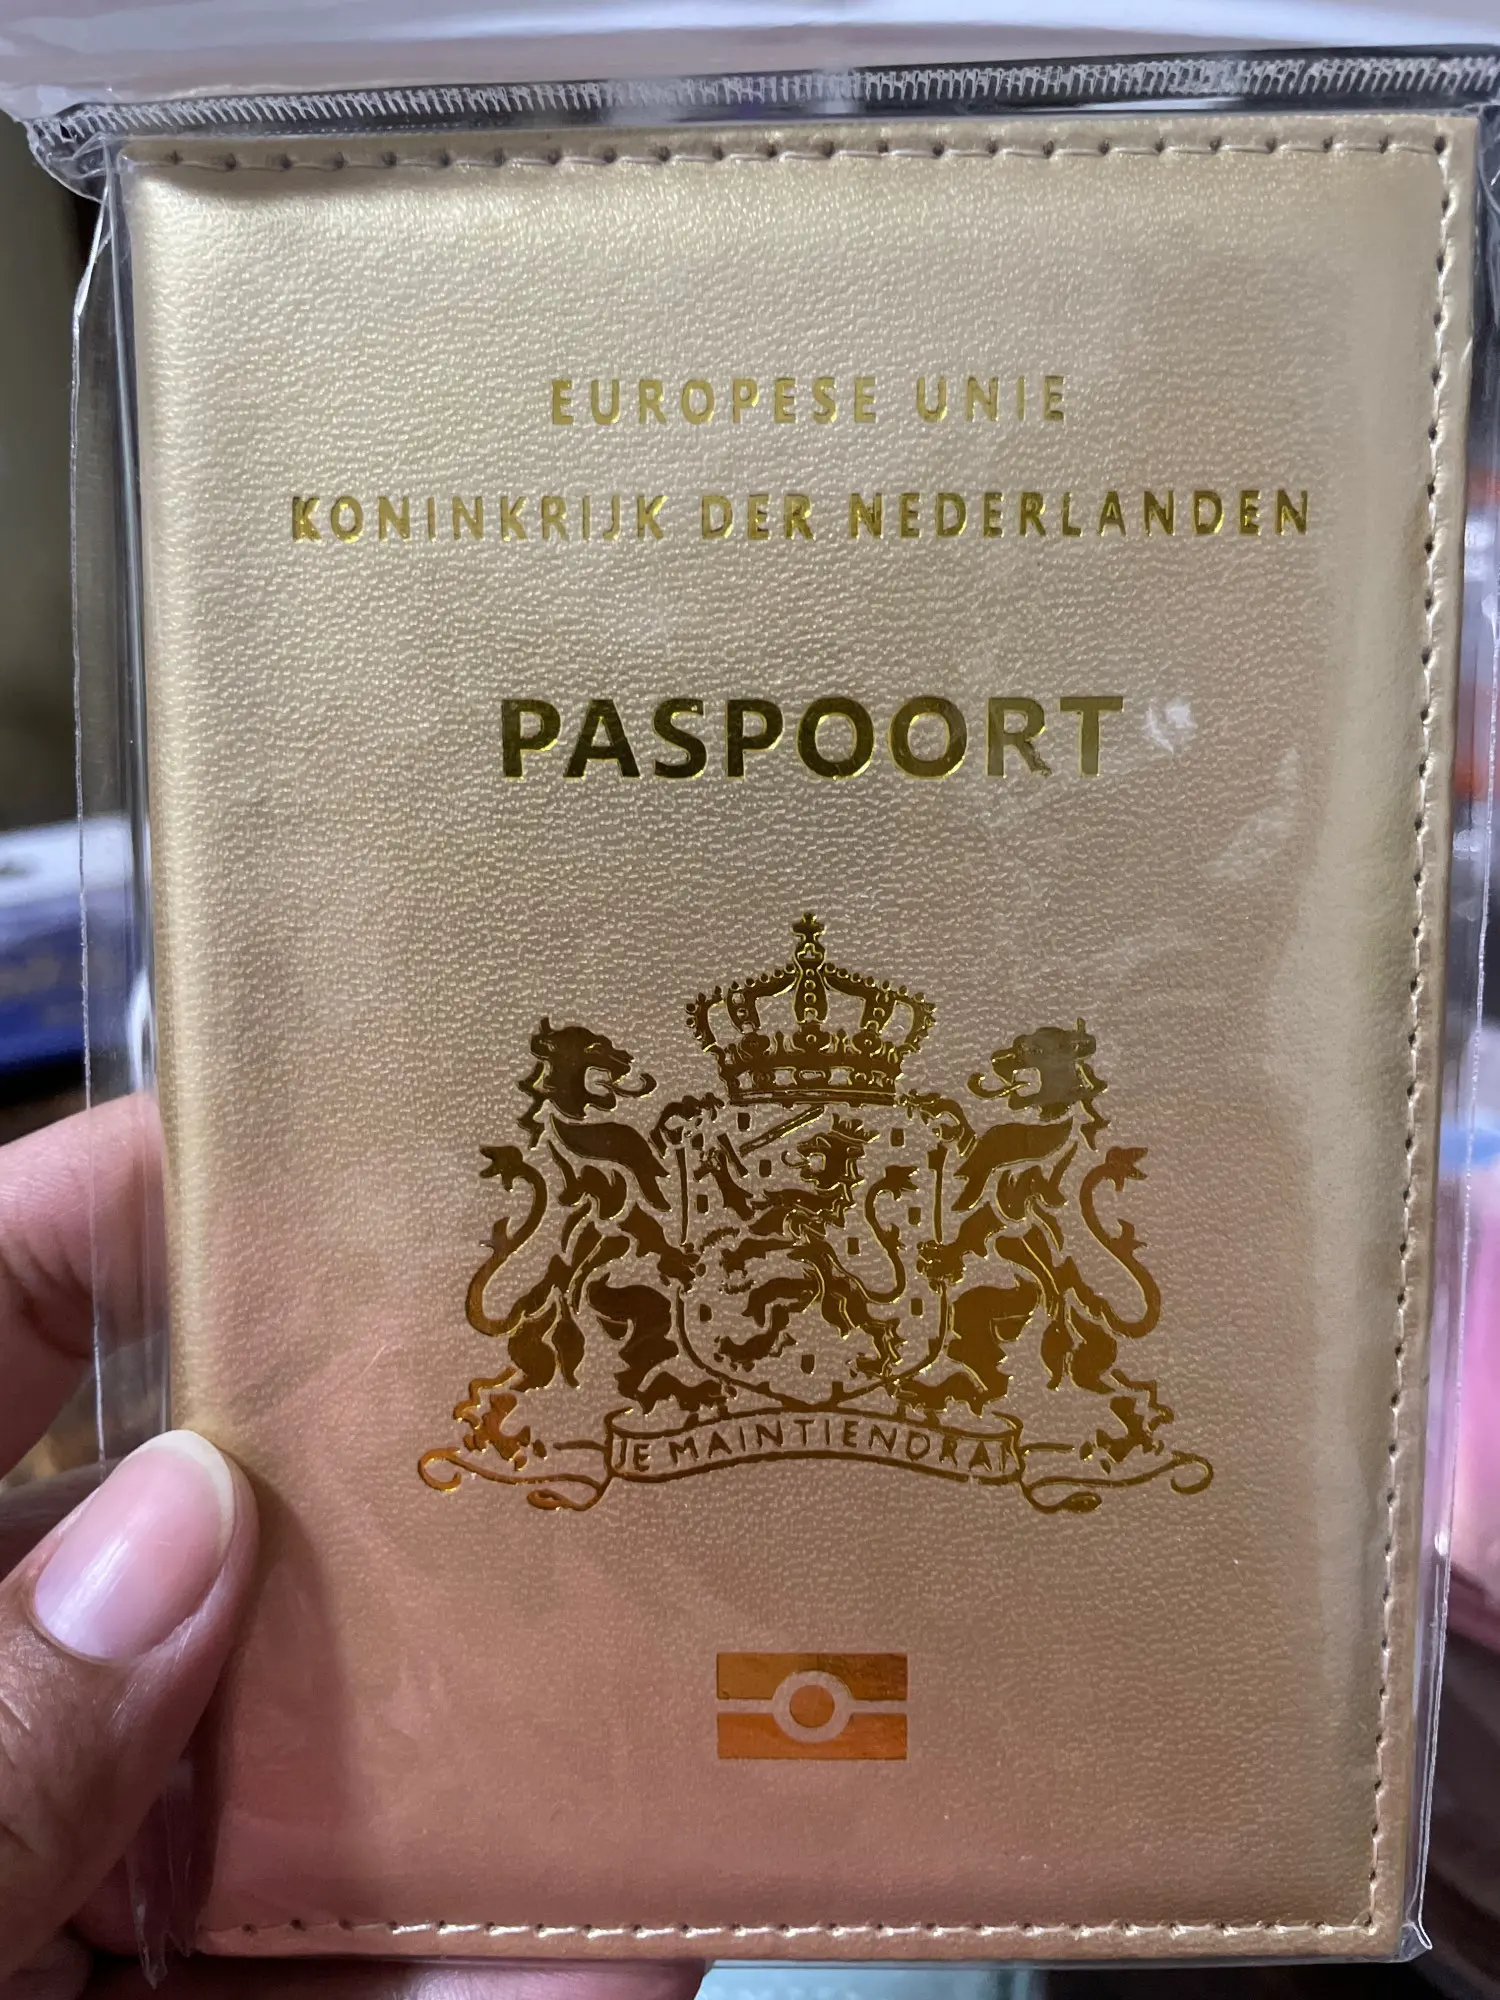 EUROPESE UNIE
KONINKRIJK DER NEDERLANDEN
PASPOORT
JE MAINTIENDRAI